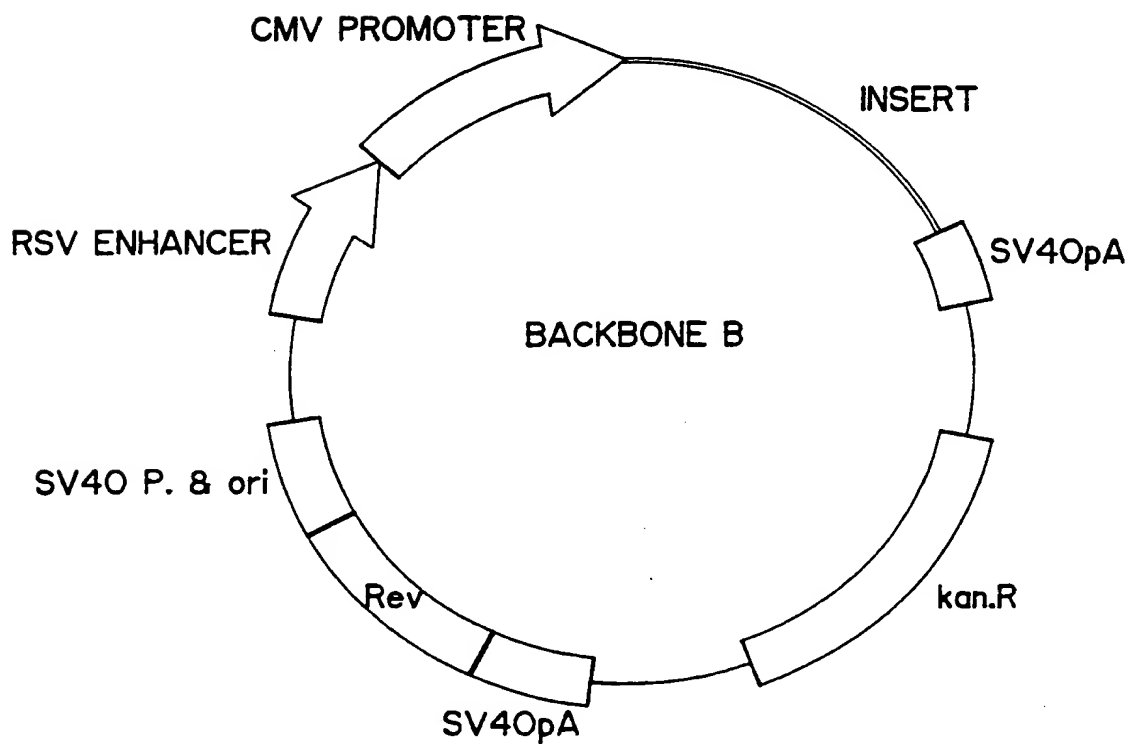 CMV PROMOTER
INSERT
RSV ENHANCER
SV40pA
BACKBONE B
SV40 P. & ori
Rev
kan.R
SV40pA